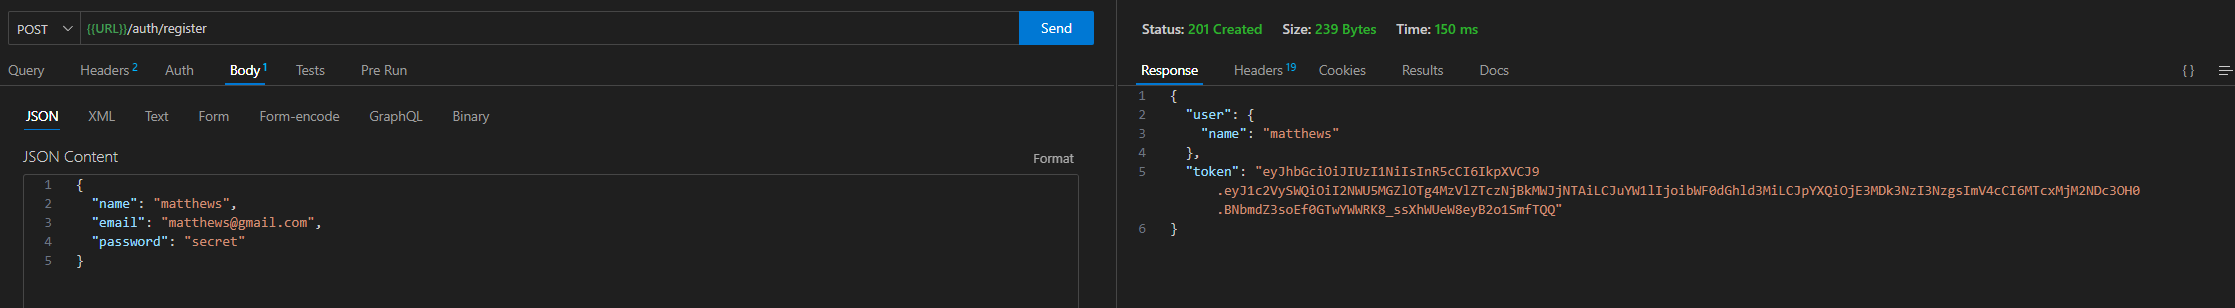 POST {{URL}}/auth/register Send
Query Headers 2 Auth Body 1 Tests Pre Run
JSON XML Text Form Form-encode GraphQL Binary
JSON Content Format
1 {
2 "name": "matthews",
3 "email": "matthews@gmail.com",
4 "password": "secret"
5 }
Status: 201 Created Size: 239 Bytes Time: 150 ms
Response Headers 19 Cookies Results Docs { }
1 {
2 "user": {
3 "name": "matthews"
4 },
5 "token": "eyJhbGciOiJIUzI1NiIsInR5cCI6IkpXVCJ9
.eyJ1c2VySWQiOiI2NWU5MGZlOTg4MzVlZTczNjBkMWJjNTAiLCJuYW1lIjoibWF0dGhld3MiLCJpYXQiOjE3MDk3NzI3NzgsImV4cCI6MTcxMjM2NDc3OH0
.BNbmdZ3soEf0GTwYWWRK8_ssXhWUeW8eyB2o1SmfTQQ"
6 }